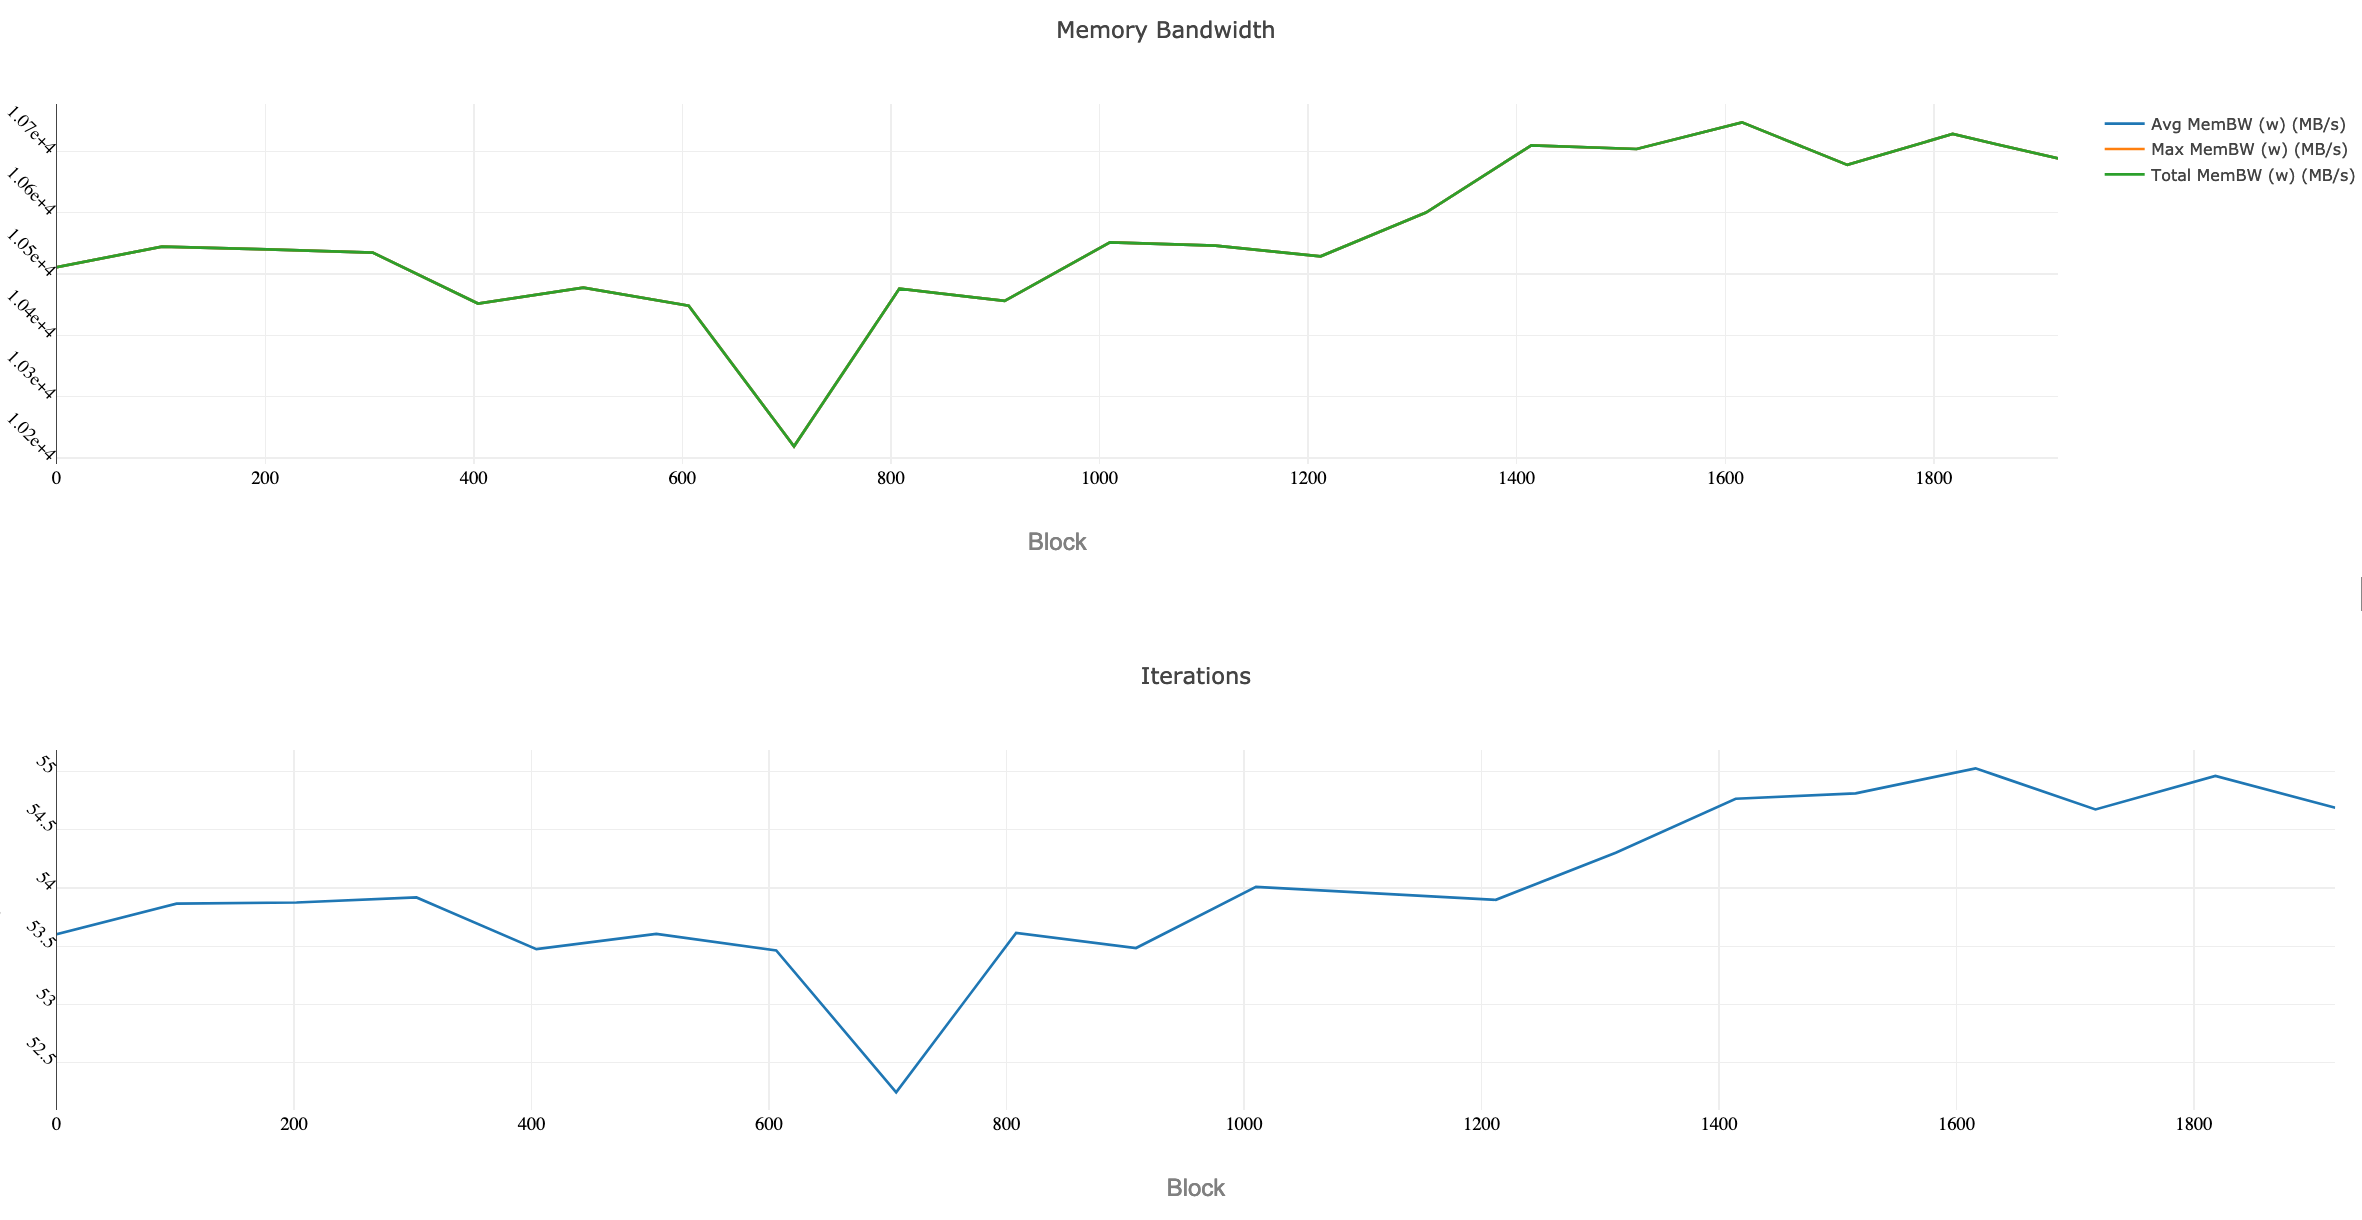 Memory Bandwidth
1.07e+4
1.06e+4
1.05e+4
1.04e+4
1.03e+4
1.02e+4
0 200 400 600 800 1000 1200 1400 1600 1800
Block
Avg MemBW (w) (MB/s)
Max MemBW (w) (MB/s)
Total MemBW (w) (MB/s)
Iterations
55
54.5
54
53.5
53
52.5
0 200 400 600 800 1000 1200 1400 1600 1800
Block